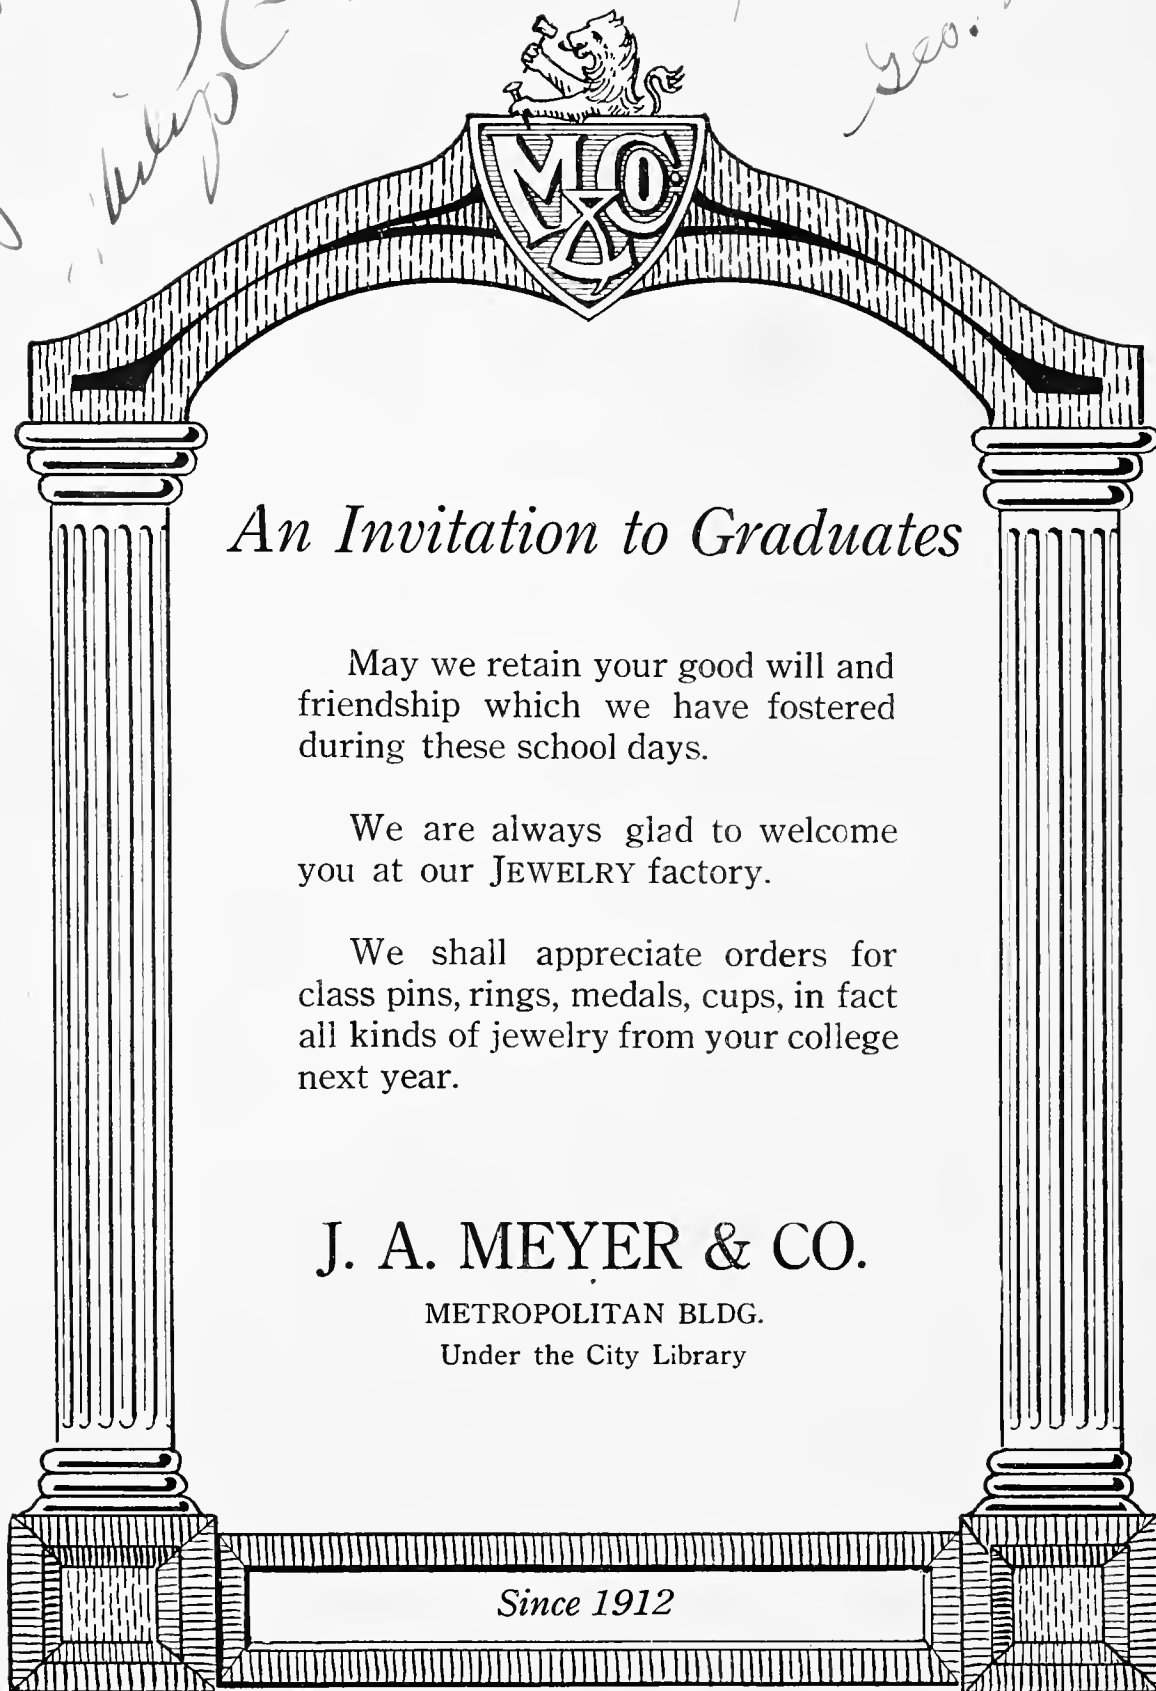 Geo.
M & Co.
An Invitation to Graduates
May we retain your good will and
friendship which we have fostered
during these school days.
We are always glad to welcome
you at our JEWELRY factory.
We shall appreciate orders for
class pins, rings, medals, cups, in fact
all kinds of jewelry from your college
next year.
J. A. MEYER & CO.
METROPOLITAN BLDG.
Under the City Library
Since 1912